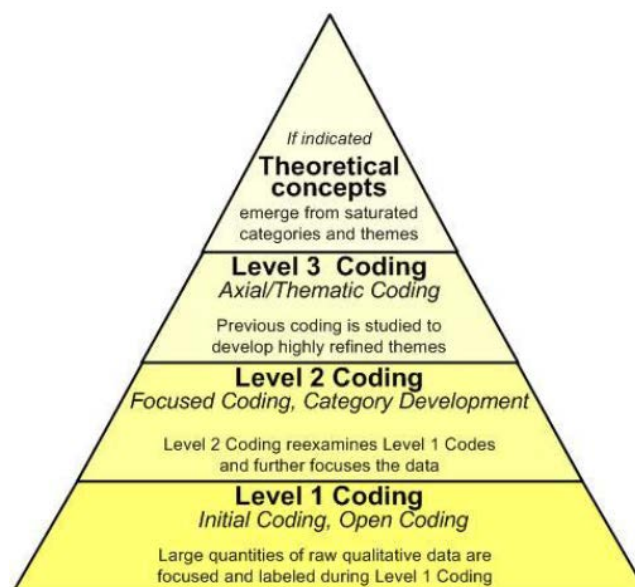 If indicated
Theoretical
concepts
emerge from saturated
categories and themes
Level 3 Coding
Axial/Thematic Coding
Previous coding is studied to
develop highly refined themes
Level 2 Coding
Focused Coding, Category Development
Level 2 Coding reexamines Level 1 Codes
and further focuses the data
Level 1 Coding
Initial Coding, Open Coding
Large quantities of raw qualitative data are
focused and labeled during Level 1 Coding